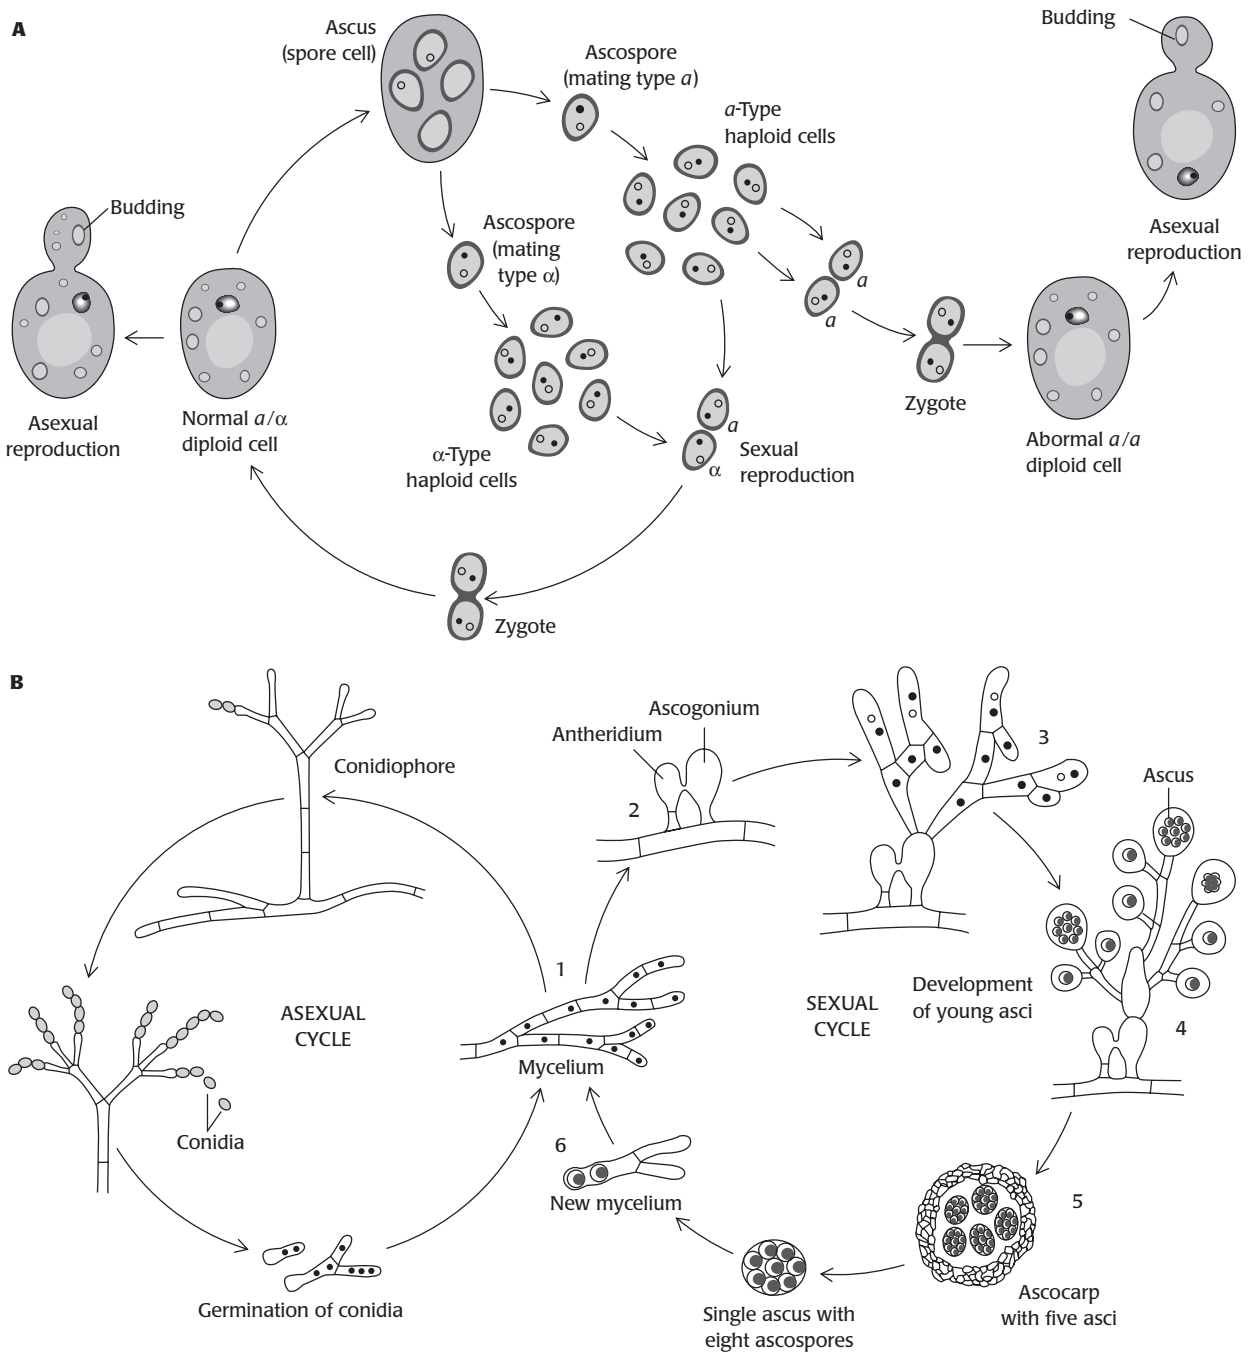 A
Ascus
(spore cell)
Ascospore
(mating type a)
a-Type
haploid cells
Budding
Asexual
reproduction
Budding
Ascospore
(mating
type α)
a
a
Zygote
Abormal a/a
diploid cell
Asexual
reproduction
Normal a/α
diploid cell
α-Type
haploid cells
a
α
Sexual
reproduction
Zygote
B
Conidiophore
Antheridium
Ascogonium
2
3
Ascus
1
ASEXUAL
CYCLE
Mycelium
SEXUAL
CYCLE
Development
of young asci
4
Conidia
6
New mycelium
5
Germination of conidia
Single ascus with
eight ascospores
Ascocarp
with five asci